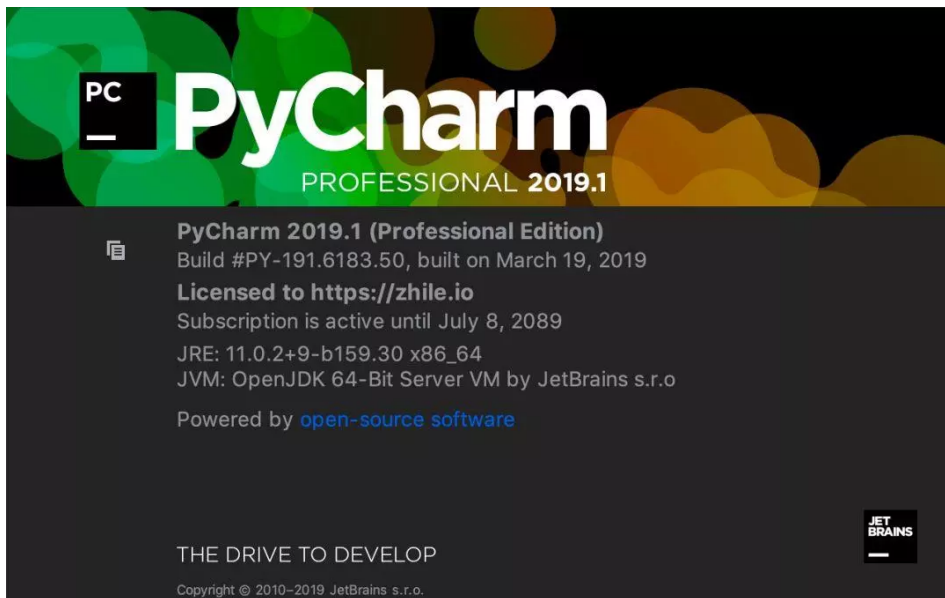 PC
PyCharm
PROFESSIONAL 2019.1
PyCharm 2019.1 (Professional Edition)
Build #PY-191.6183.50, built on March 19, 2019
Licensed to https://zhile.io
Subscription is active until July 8, 2089
JRE: 11.0.2+9-b159.30 x86_64
JVM: OpenJDK 64-Bit Server VM by JetBrains s.r.o
Powered by open-source software
JET
BRAINS
THE DRIVE TO DEVELOP
Copyright © 2010–2019 JetBrains s.r.o.